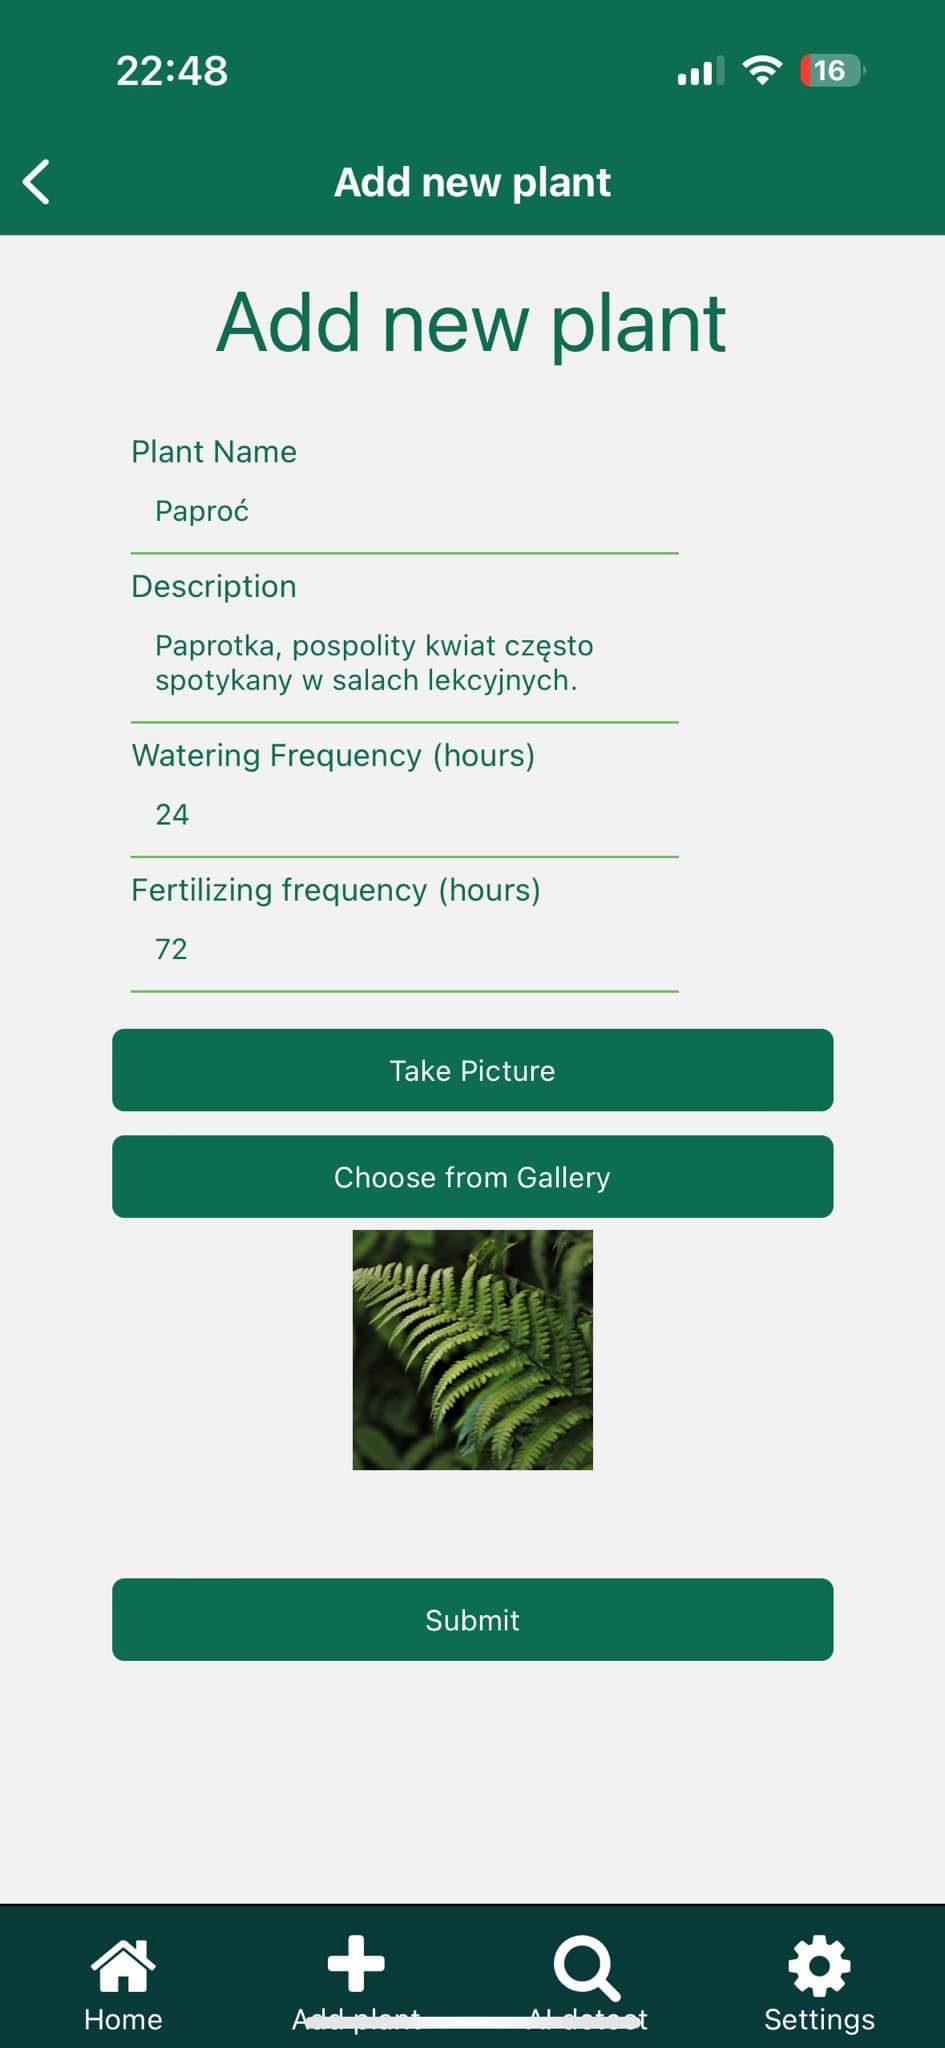 22:48
16
Add new plant
Add new plant
Plant Name
Paproć
Description
Paprotka, pospolity kwiat często
spotykany w salach lekcyjnych.
Watering Frequency (hours)
24
Fertilizing frequency (hours)
72
Take Picture
Choose from Gallery
Submit
Home
Add plant
AI detect
Settings